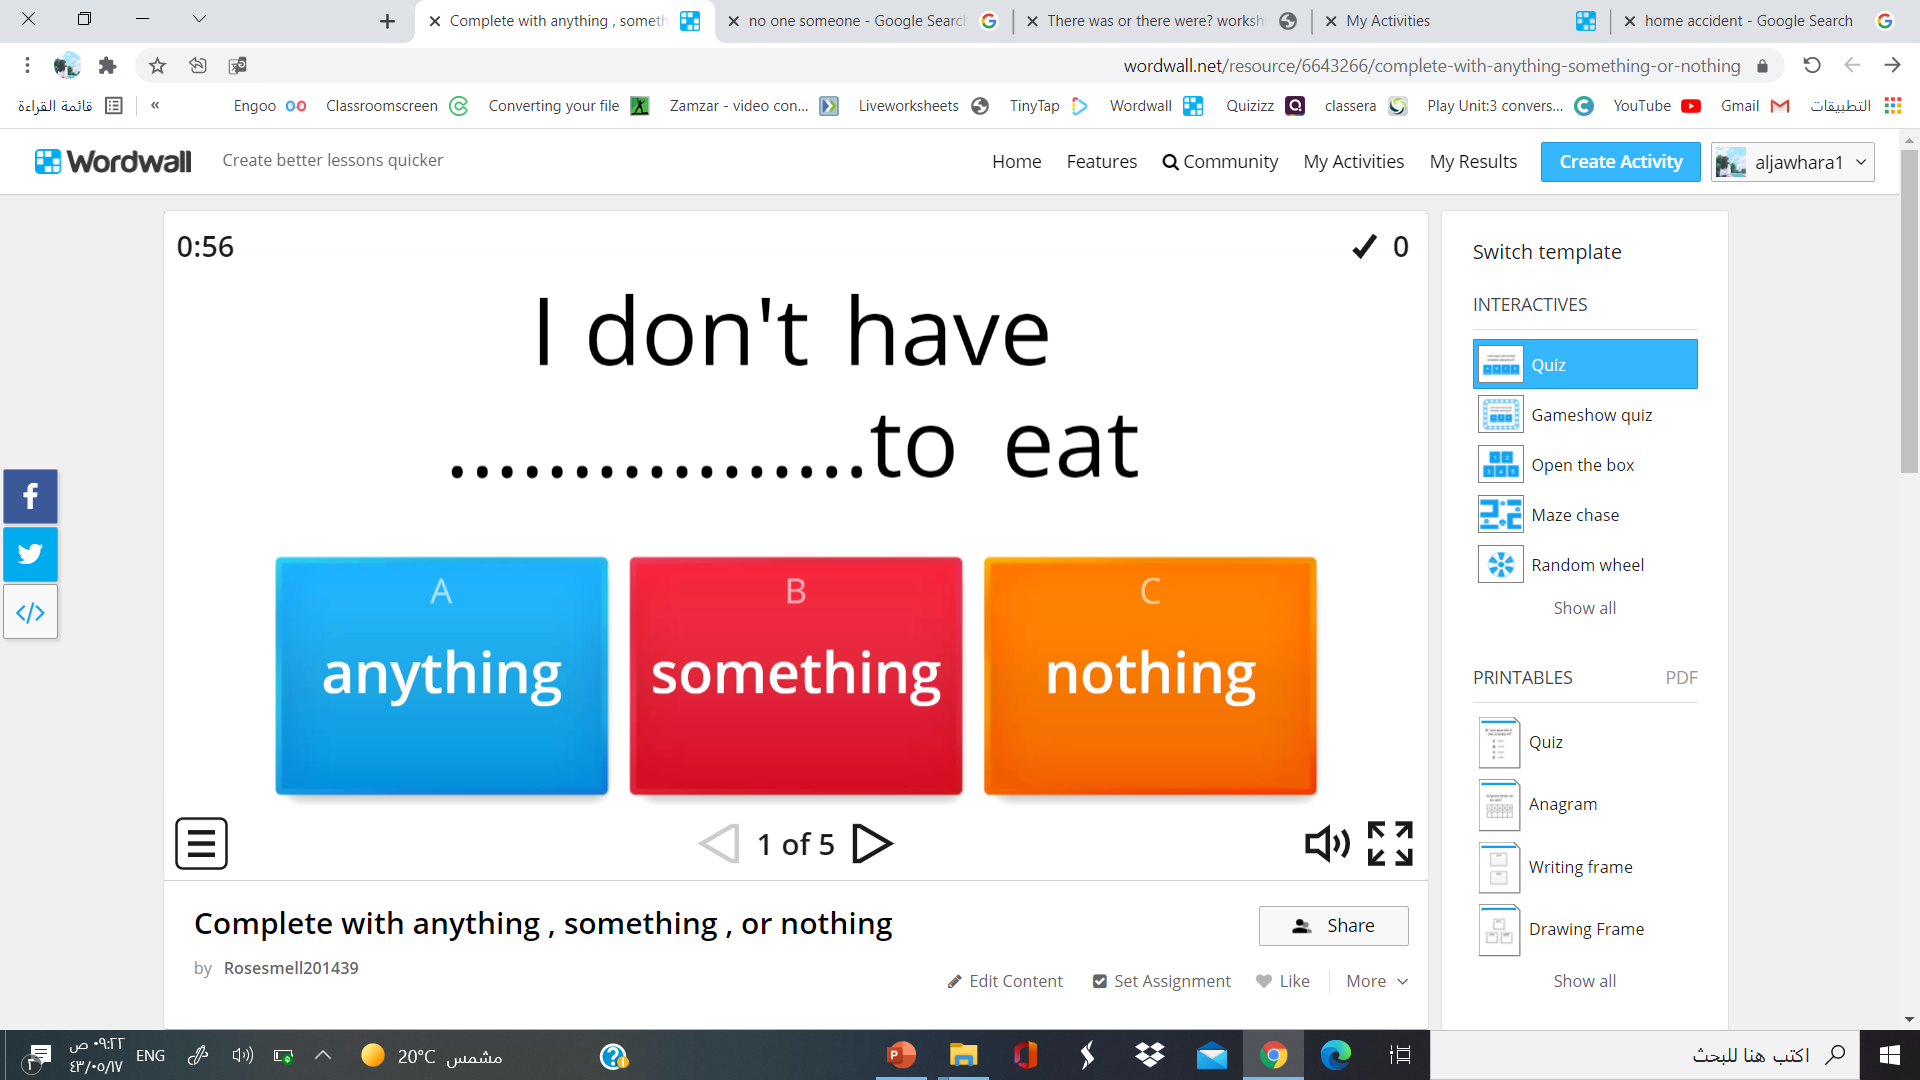 Complete with anything , someth
no one someone - Google Search
There was or there were? worksh
My Activities
home accident - Google Search
wordwall.net/resource/6643266/complete-with-anything-something-or-nothing
قائمة القراءة
«
Engoo
Classroomscreen
Converting your file
Zamzar - video con...
Liveworksheets
TinyTap
Wordwall
Quizizz
classera
Play Unit:3 convers...
YouTube
Gmail
التطبيقات
Wordwall
Create better lessons quicker
Home
Features
Community
My Activities
My Results
Create Activity
aljawhara1
0:56
0
I don't have
.................to eat
A
anything
B
something
C
nothing
1 of 5
Complete with anything , something , or nothing
Share
by Rosesmell201439
Edit Content
Set Assignment
Like
More
Switch template
INTERACTIVES
Quiz
Gameshow quiz
Open the box
Maze chase
Random wheel
Show all
PRINTABLES
PDF
Quiz
Anagram
Writing frame
Drawing Frame
Show all
٠٩:٢٢ ص
٤٣/٠٥/١٧
ENG
20°C مشمس
اكتب هنا للبحث